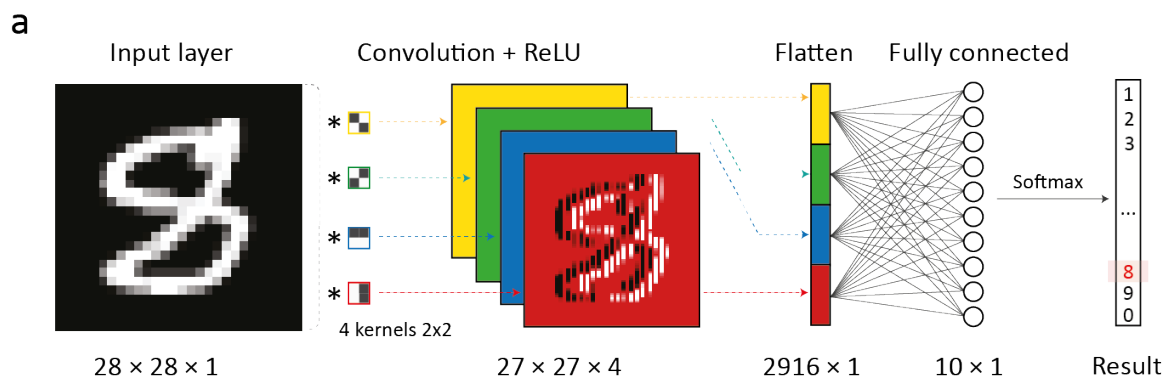 a
Input layer
Convolution + ReLU
Flatten
Fully connected
*
*
*
*
4 kernels 2x2
Softmax
1
2
3
...
8
9
0
28 × 28 × 1
27 × 27 × 4
2916 × 1
10 × 1
Result